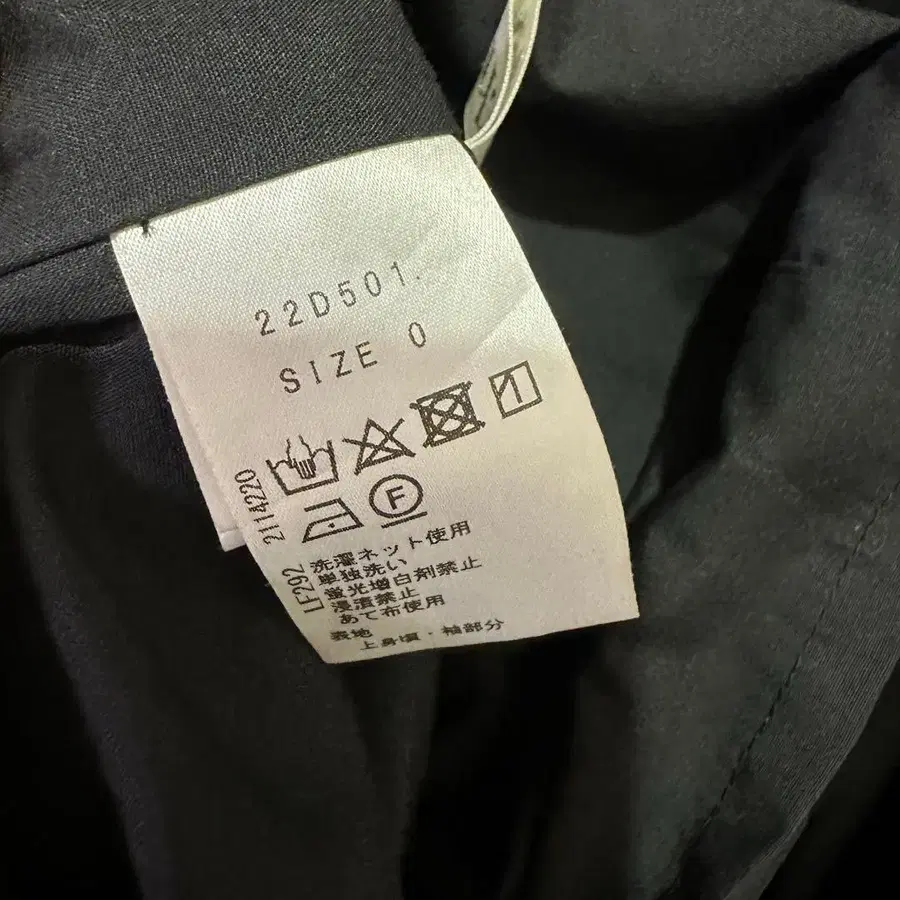 22D501.
SIZE 0
F
2114220
LF292
洗濯ネット使用
単独洗い
蛍光増白剤禁止
浸漬禁止
あて布使用
表地
上身頃・袖部分